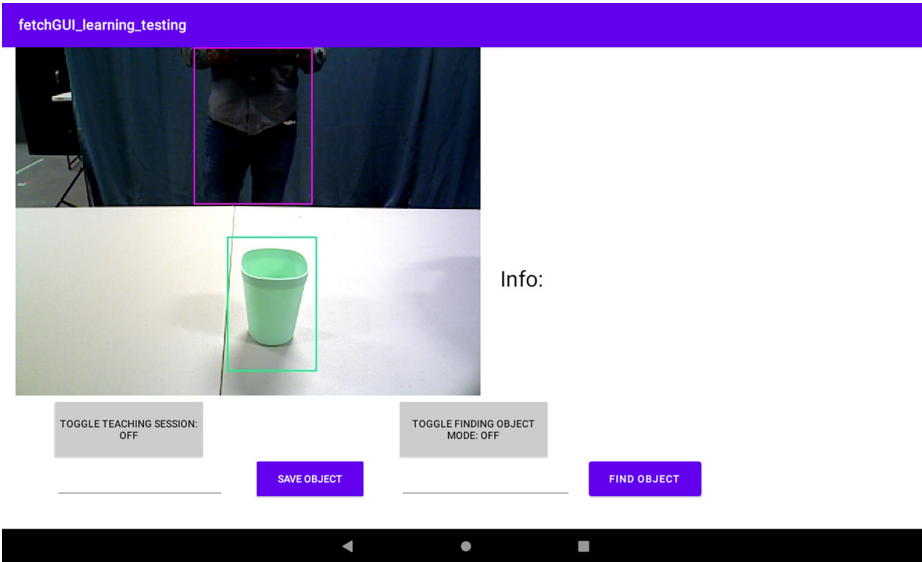 fetchGUI_learning_testing
Info:
TOGGLE TEACHING SESSION:
OFF
TOGGLE FINDING OBJECT
MODE: OFF
SAVE OBJECT
FIND OBJECT